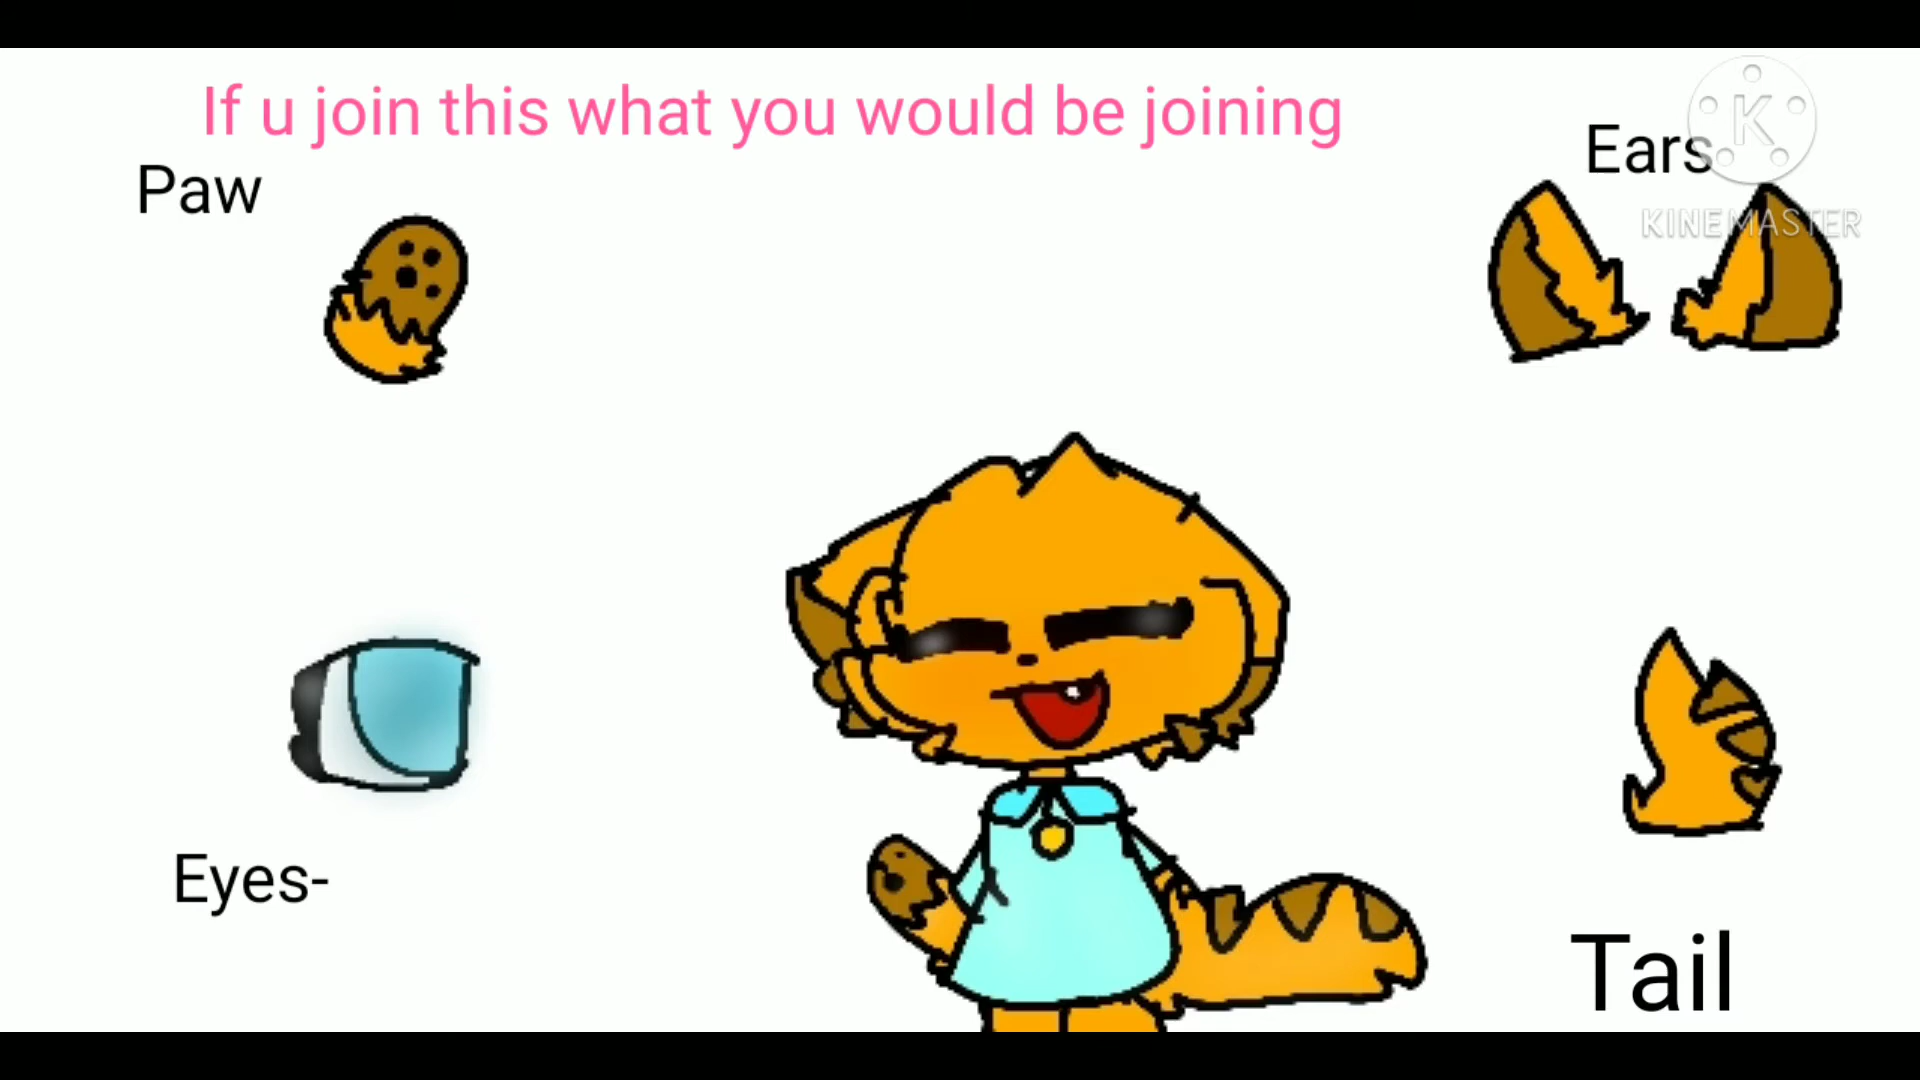 If u join this what you would be joining
Paw
Ears
K
KINEMASTER
Eyes-
Tail